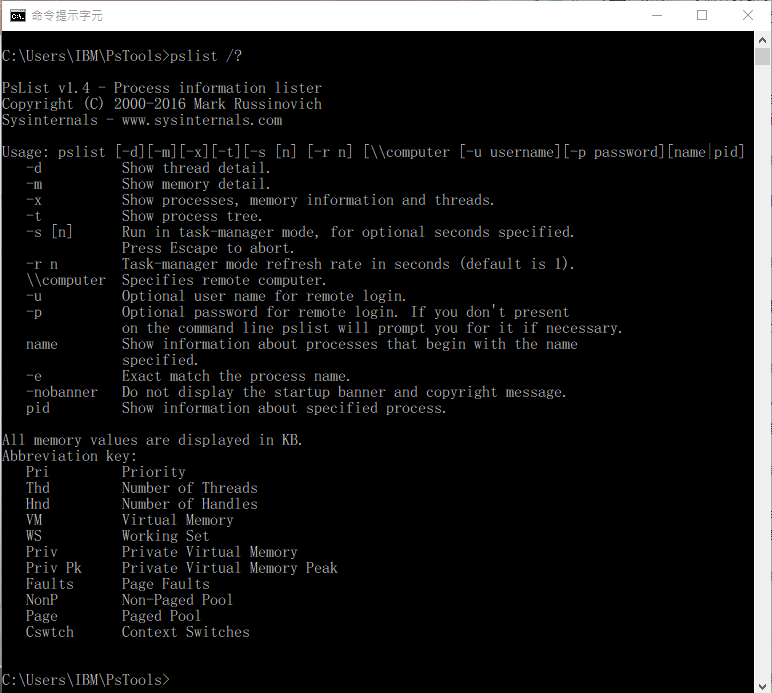 命令提示字元
C:\Users\IBM\PsTools>pslist /?
PsList v1.4 - Process information lister
Copyright (C) 2000-2016 Mark Russinovich
Sysinternals - www.sysinternals.com
Usage: pslist [-d][-m][-x][-t][-s [n] [-r n] [\\computer [-u username][-p password][name|pid]
-d Show thread detail.
-m Show memory detail.
-x Show processes, memory information and threads.
-t Show process tree.
-s [n] Run in task-manager mode, for optional seconds specified.
Press Escape to abort.
-r n Task-manager mode refresh rate in seconds (default is 1).
\\computer Specifies remote computer.
-u Optional user name for remote login.
-p Optional password for remote login. If you don't present
on the command line pslist will prompt you for it if necessary.
name Show information about processes that begin with the name
specified.
-e Exact match the process name.
-nobanner Do not display the startup banner and copyright message.
pid Show information about specified process.
All memory values are displayed in KB.
Abbreviation key:
Pri Priority
Thd Number of Threads
Hnd Number of Handles
VM Virtual Memory
WS Working Set
Priv Private Virtual Memory
Priv Pk Private Virtual Memory Peak
Faults Page Faults
NonP Non-Paged Pool
Page Paged Pool
Cswtch Context Switches
C:\Users\IBM\PsTools>